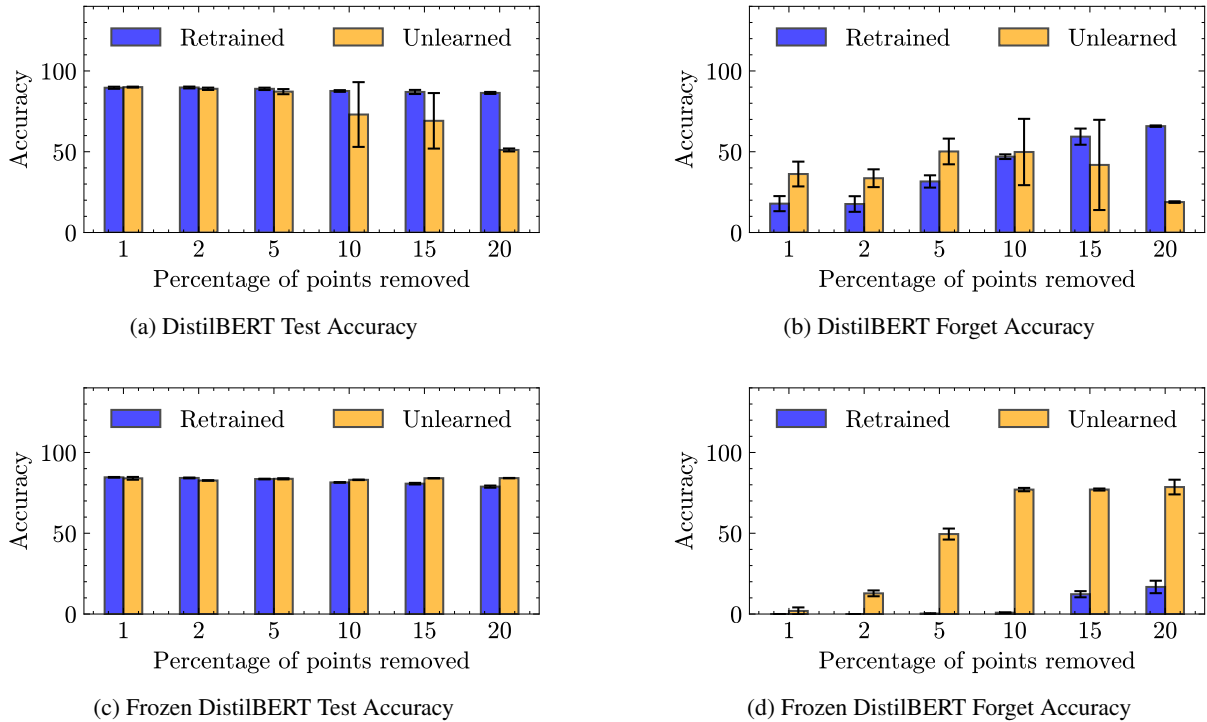 Retrained Unlearned
Accuracy
100
50
0
1 2 5 10 15 20
Percentage of points removed
(a) DistilBERT Test Accuracy
Retrained Unlearned
Accuracy
100
50
0
1 2 5 10 15 20
Percentage of points removed
(b) DistilBERT Forget Accuracy
Retrained Unlearned
Accuracy
100
50
0
1 2 5 10 15 20
Percentage of points removed
(c) Frozen DistilBERT Test Accuracy
Retrained Unlearned
Accuracy
100
50
0
1 2 5 10 15 20
Percentage of points removed
(d) Frozen DistilBERT Forget Accuracy